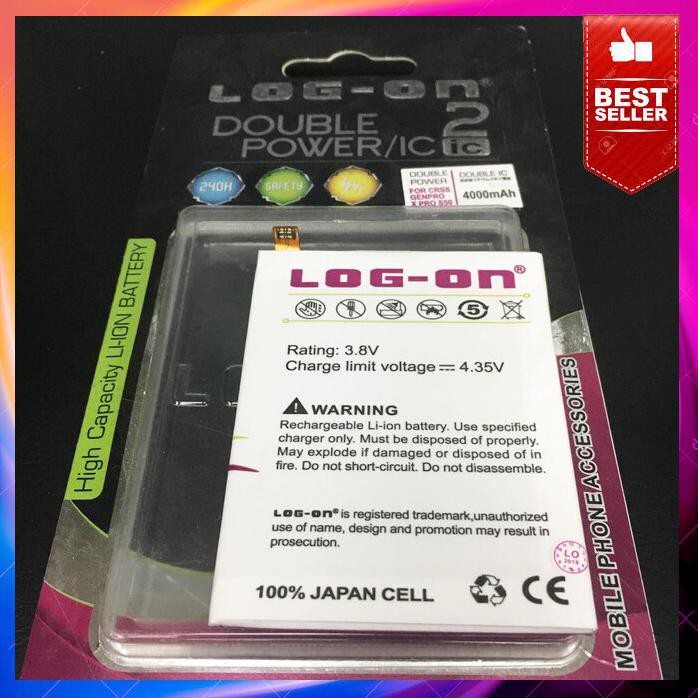 BEST
SELLER
LOG-On®
DOUBLE
POWER/IC 2 ic
240H
SAFETY
DOUBLE
POWER
DOUBLE IC
FOR CRSS
GENPRO
X PRO S50
4000mAh
High Capacity LI-ION BATTERY
LOG-On®
5
Rating: 3.8V
Charge limit voltage 4.35V
WARNING
Rechargeable Li-ion battery. Use specified
charger only. Must be disposed of properly.
May explode if damaged or disposed of in
fire. Do not short-circuit. Do not disassemble.
LOG-On® is registered trademark,unauthorized
use of name, design and promotion may result in
prosecution.
LO
2018
100% JAPAN CELL
CE
MOBILE PHONE ACCESSORIES